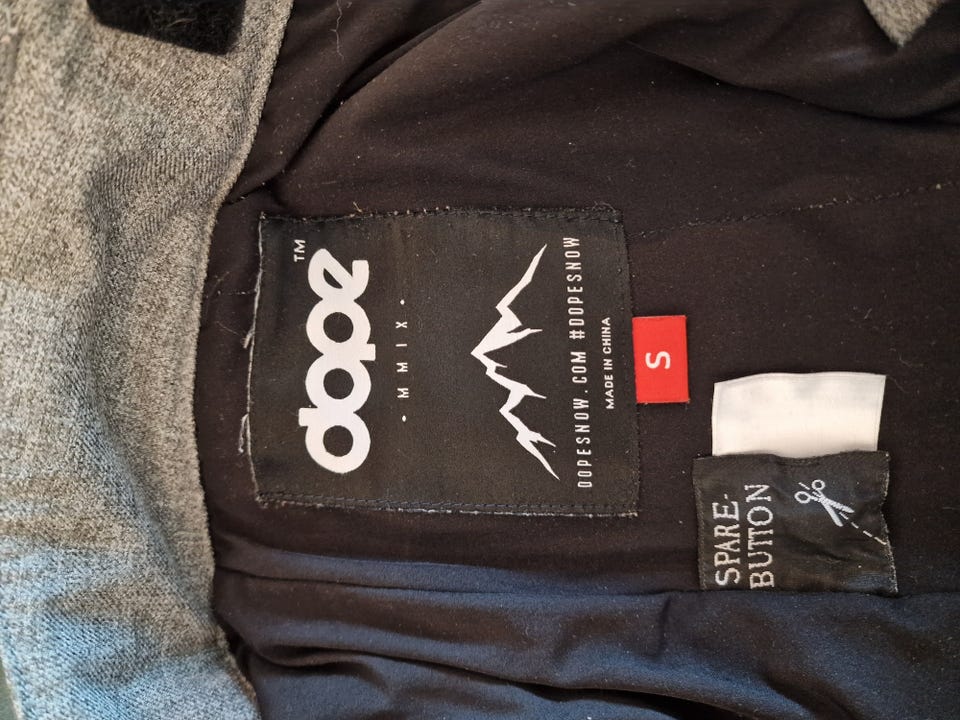 dope™
• MMIX •
DOPESNOW.COM #DOPESNOW
MADE IN CHINA
S
SPARE-
BUTTON